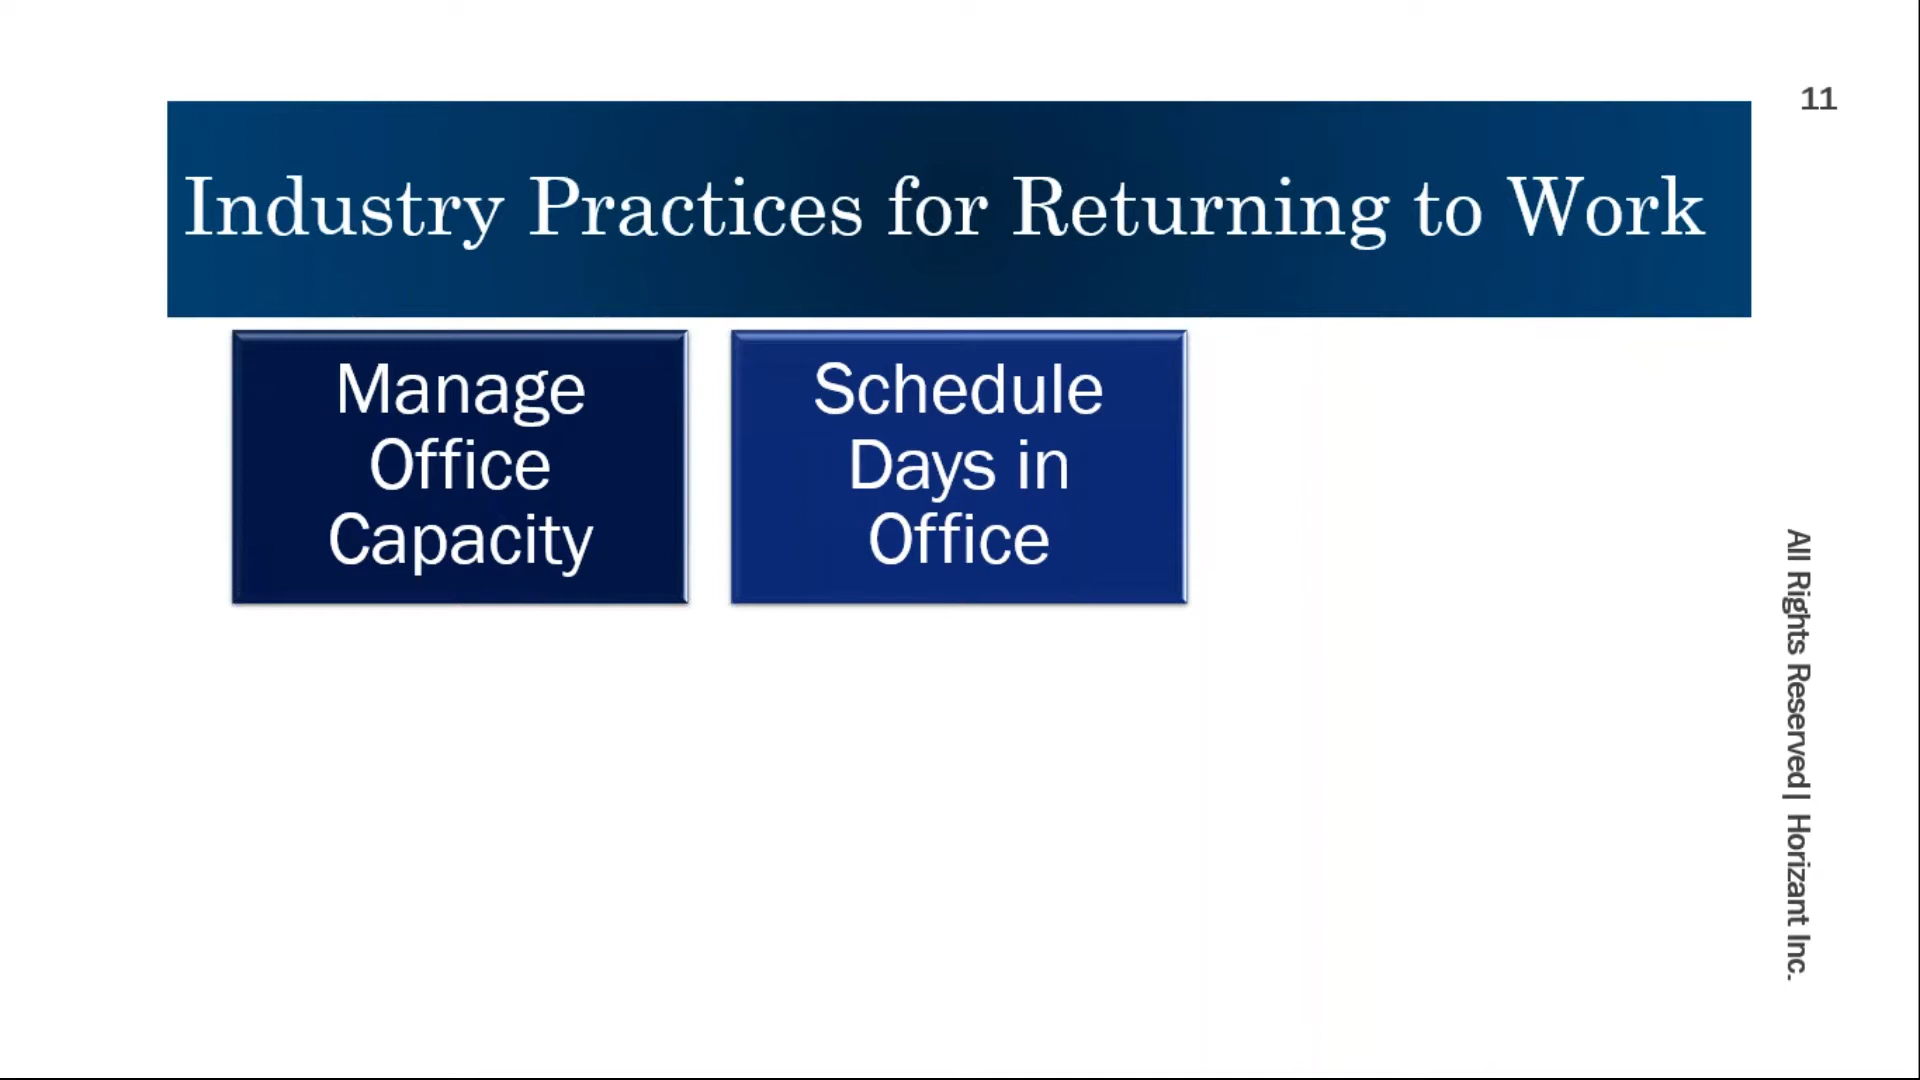 11
Industry Practices for Returning to Work
Manage
Office
Capacity
Schedule
Days in
Office
All Rights Reserved| Horizant Inc.